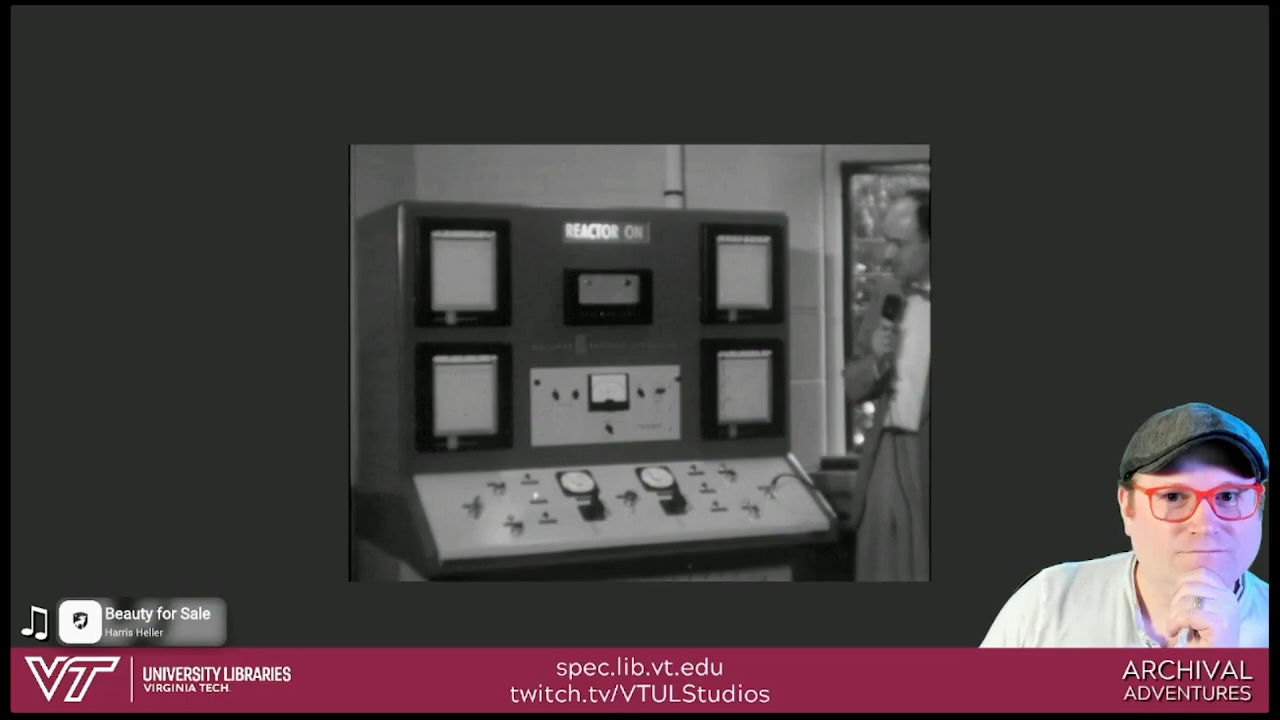 REACTOR ON
Beauty for Sale
Harris Heller
VT
UNIVERSITY LIBRARIES
VIRGINIA TECH.
spec.lib.vt.edu
twitch.tv/VTULStudios
ARCHIVAL
ADVENTURES